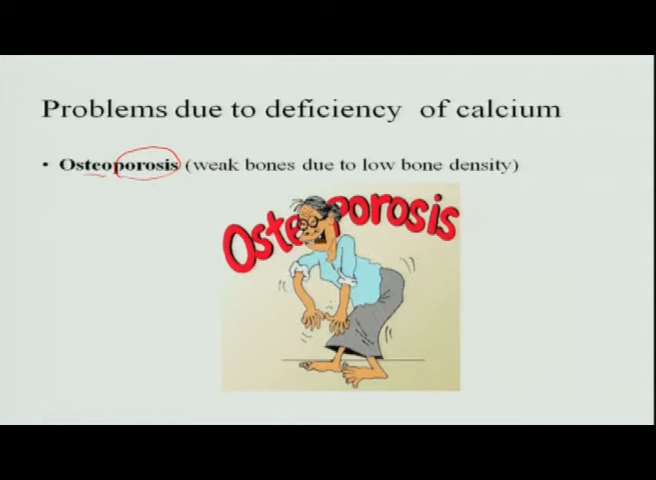 Problems due to deficiency of calcium
• Osteoporosis (weak bones due to low bone density)
Osteoporosis